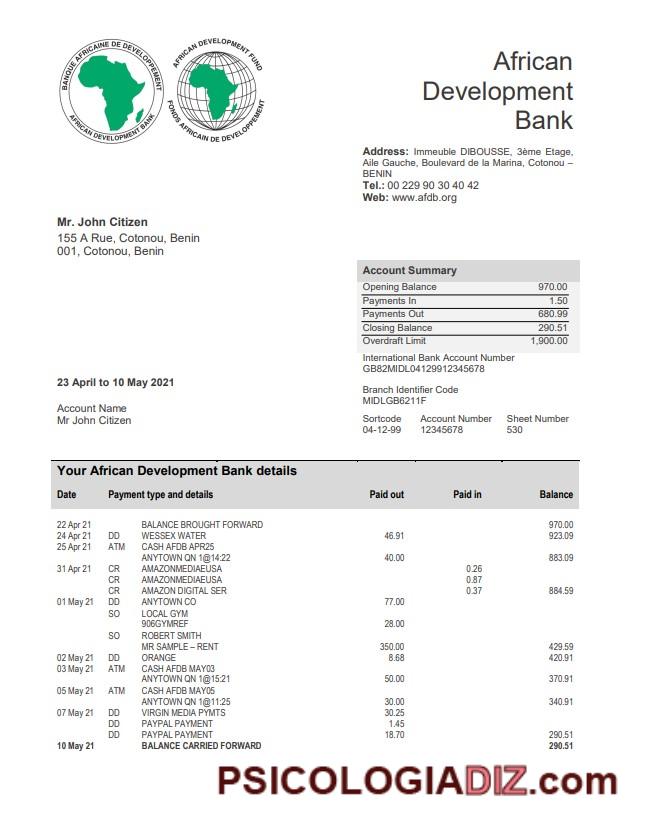 BANQUE AFRICAINE DE DEVELOPPEMENT
AFRICAN DEVELOPMENT BANK
AFRICAN DEVELOPMENT FUND
FONDS AFRICAIN DE DEVELOPPEMENT
African
Development
Bank
Address: Immeuble DIBOUSSE, 3ème Etage,
Aile Gauche, Boulevard de la Marina, Cotonou –
BENIN
Tel.: 00 229 90 30 40 42
Web: www.afdb.org
Mr. John Citizen
155 A Rue, Cotonou, Benin
001, Cotonou, Benin
Account Summary
Opening Balance 970.00
Payments In 1.50
Payments Out 680.99
Closing Balance 290.51
Overdraft Limit 1,900.00
International Bank Account Number
GB82MIDL04129912345678
23 April to 10 May 2021
Branch Identifier Code
MIDLGB6211F
Account Name
Mr John Citizen
Sortcode Account Number Sheet Number
04-12-99 12345678 530
Your African Development Bank details
Date Payment type and details Paid out Paid in Balance
22 Apr 21 BALANCE BROUGHT FORWARD 970.00
24 Apr 21 DD WESSEX WATER 46.91 923.09
25 Apr 21 ATM CASH AFDB APR25
ANYTOWN QN 1@14:22 40.00 883.09
31 Apr 21 CR AMAZONMEDIAEUSA 0.26
CR AMAZONMEDIAEUSA 0.87
CR AMAZON DIGITAL SER 0.37 884.59
01 May 21 DD ANYTOWN CO 77.00
SO LOCAL GYM
906GYMREF 28.00
SO ROBERT SMITH
MR SAMPLE – RENT 350.00 429.59
02 May 21 DD ORANGE 8.68 420.91
03 May 21 ATM CASH AFDB MAY03
ANYTOWN QN 1@15:21 50.00 370.91
05 May 21 ATM CASH AFDB MAY05
ANYTOWN QN 1@11:25 30.00 340.91
07 May 21 DD VIRGIN MEDIA PYMTS 30.25
DD PAYPAL PAYMENT 1.45
DD PAYPAL PAYMENT 18.70 290.51
10 May 21 BALANCE CARRIED FORWARD 290.51
PSICOLOGIADIZ.com